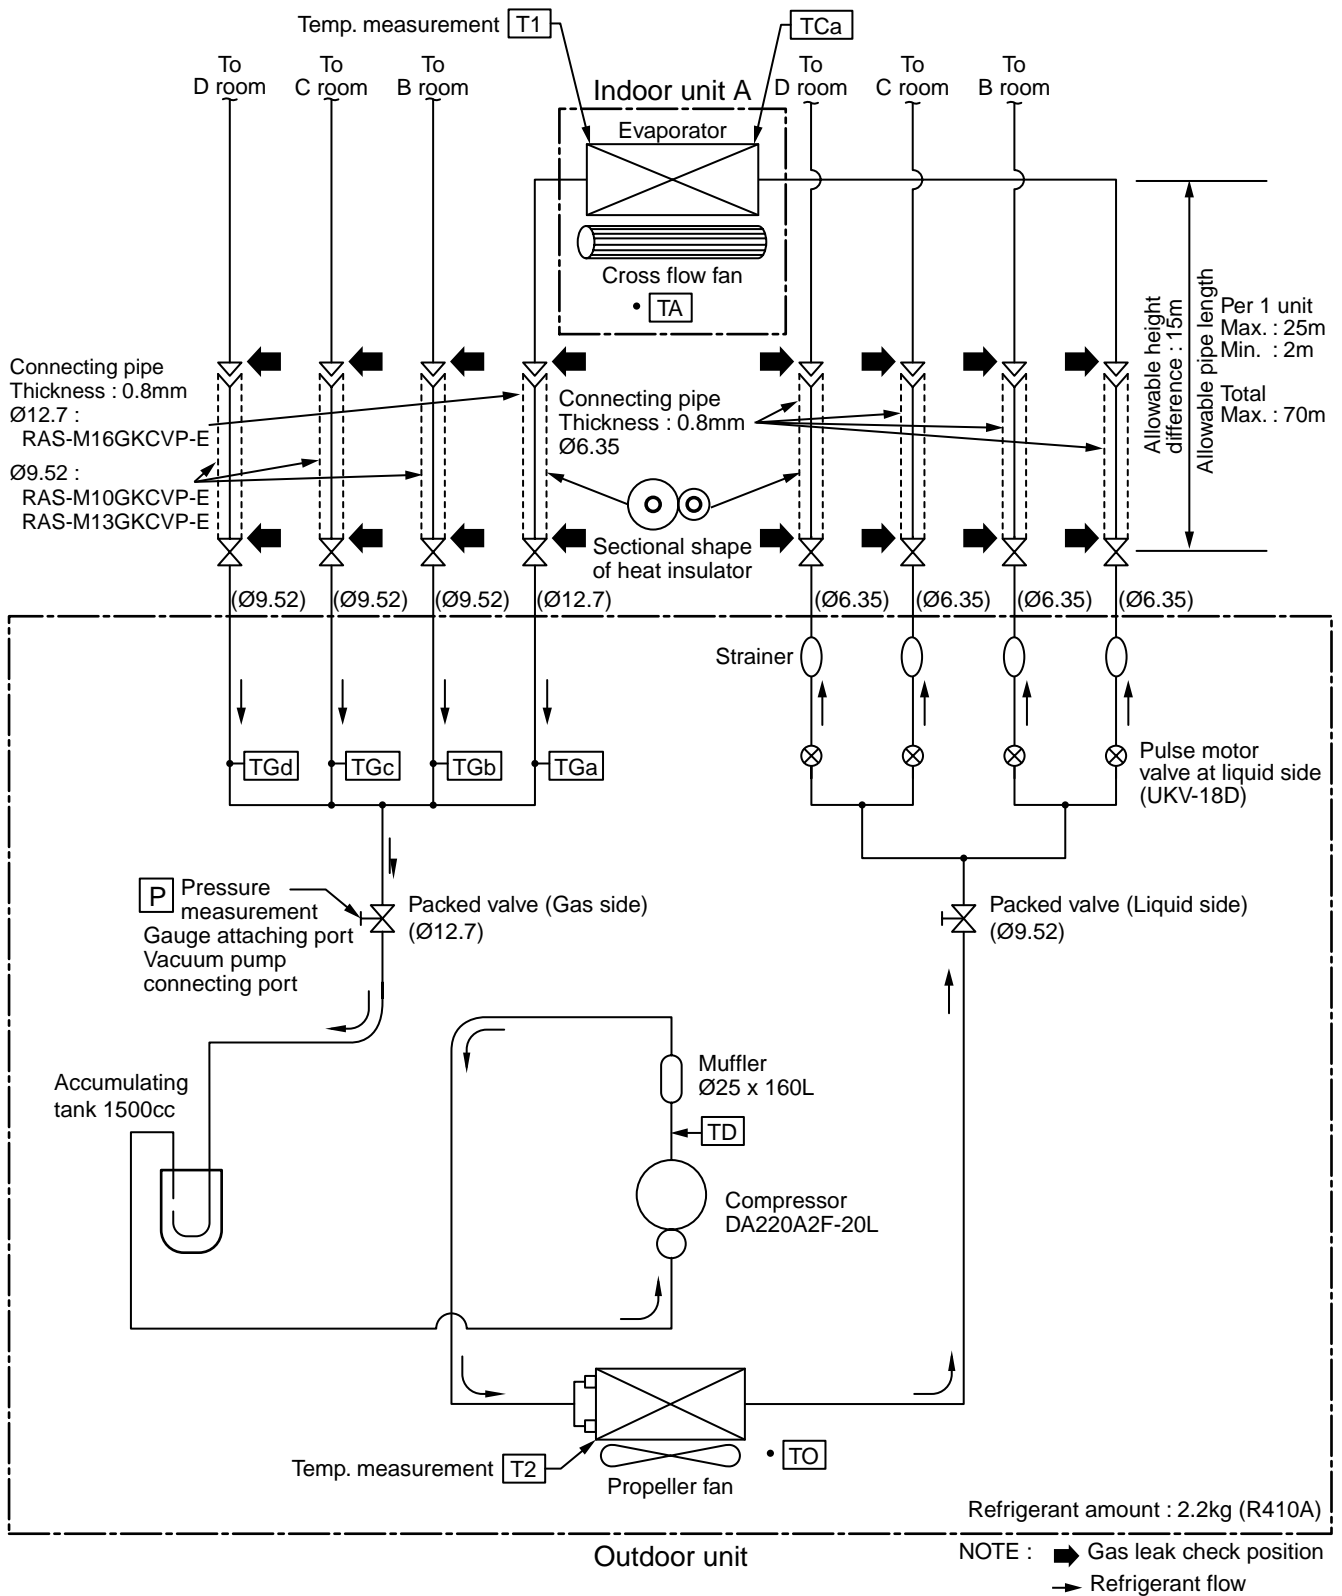 Temp. measurement T1
TCa
To
D room
To
C room
To
B room
To
D room
To
C room
To
B room
Indoor unit A
Evaporator
Cross flow fan
• TA
Allowable height
difference : 15m
Allowable pipe length
Per 1 unit
Max. : 25m
Min. : 2m
Total
Max. : 70m
Connecting pipe
Thickness : 0.8mm
Ø12.7 :
RAS-M16GKCVP-E
Ø9.52 :
RAS-M10GKCVP-E
RAS-M13GKCVP-E
Connecting pipe
Thickness : 0.8mm
Ø6.35
Sectional shape
of heat insulator
(Ø9.52)
(Ø9.52)
(Ø9.52)
(Ø12.7)
(Ø6.35)
(Ø6.35)
(Ø6.35)
(Ø6.35)
Strainer
TGd
TGc
TGb
TGa
Pulse motor
valve at liquid side
(UKV-18D)
P Pressure
measurement
Gauge attaching port
Vacuum pump
connecting port
Packed valve (Gas side)
(Ø12.7)
Packed valve (Liquid side)
(Ø9.52)
Accumulating
tank 1500cc
Muffler
Ø25 x 160L
TD
Compressor
DA220A2F-20L
Temp. measurement T2
• TO
Propeller fan
Refrigerant amount : 2.2kg (R410A)
Outdoor unit
NOTE : Gas leak check position
Refrigerant flow